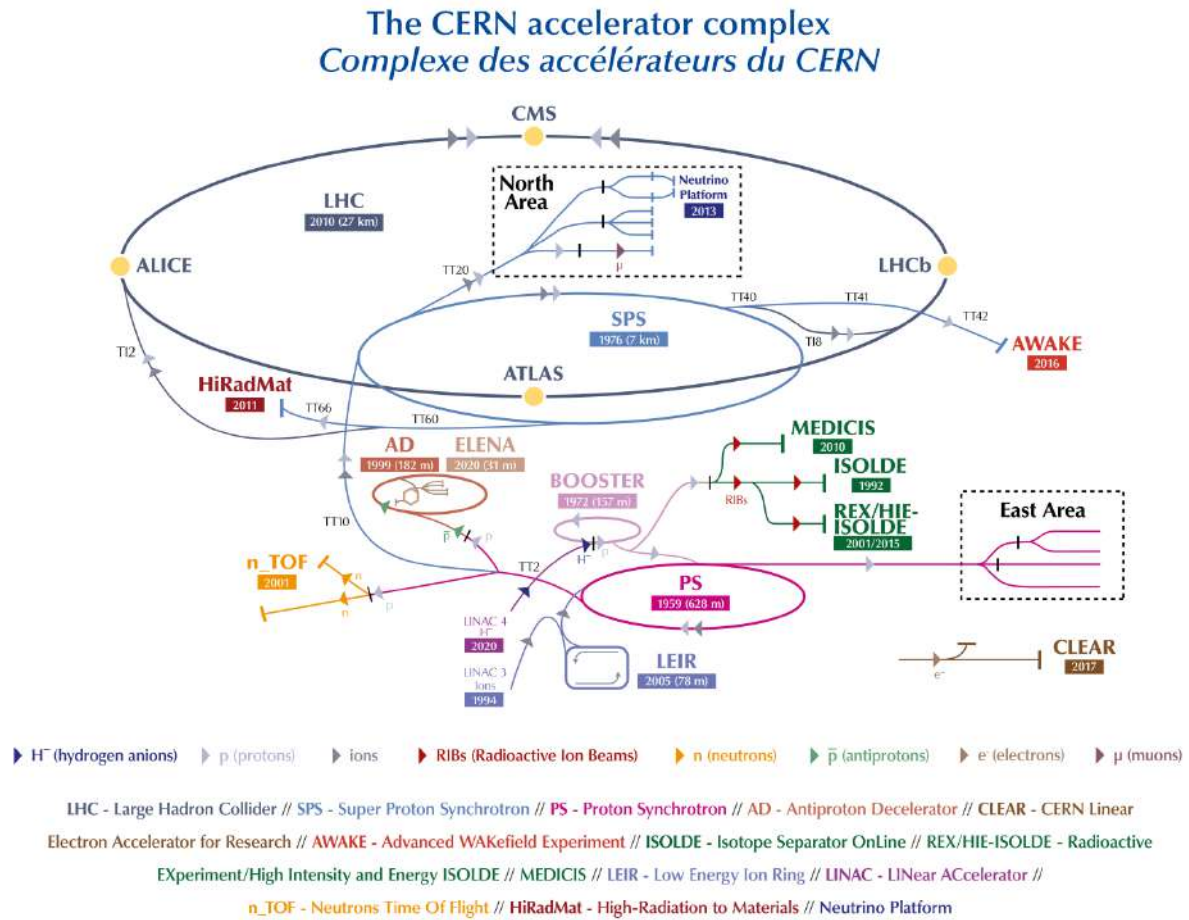 The CERN accelerator complex
Complexe des accélérateurs du CERN
CMS
North
Area
Neutrino
Platform
2013
LHC
2010 (27 km)
ALICE
LHCb
TT20
TT40
TT41
TT42
SPS
1976 (7 km)
TI2
TI8
AWAKE
2016
ATLAS
HiRadMat
2011
TT66
TT60
AD
1999 (182 m)
ELENA
2020 (31 m)
MEDICIS
2010
BOOSTER
1972 (157 m)
ISOLDE
1992
RIBs
REX/HIE-
ISOLDE
2001/2015
East Area
TT10
p̄
p
H⁻
p
TT2
n_TOF
2001
n
n
p
PS
1959 (628 m)
LINAC 4
H⁻
2020
LINAC 3
Ions
1994
LEIR
2005 (78 m)
CLEAR
2017
e⁻
μ
H⁻ (hydrogen anions)
p (protons)
ions
RIBs (Radioactive Ion Beams)
n (neutrons)
p̄ (antiprotons)
e⁻ (electrons)
μ (muons)
LHC - Large Hadron Collider // SPS - Super Proton Synchrotron // PS - Proton Synchrotron // AD - Antiproton Decelerator // CLEAR - CERN Linear
Electron Accelerator for Research // AWAKE - Advanced WAKefield Experiment // ISOLDE - Isotope Separator OnLine // REX/HIE-ISOLDE - Radioactive
EXperiment/High Intensity and Energy ISOLDE // MEDICIS // LEIR - Low Energy Ion Ring // LINAC - LINear ACcelerator //
n_TOF - Neutrons Time Of Flight // HiRadMat - High-Radiation to Materials // Neutrino Platform